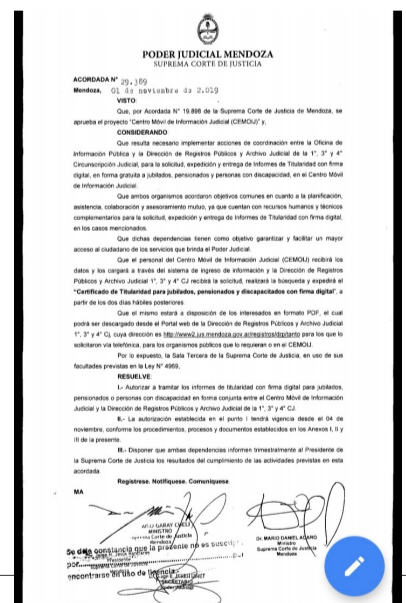 PODER JUDICIAL MENDOZA
SUPREMA CORTE DE JUSTICIA
ACORDADA Nº 29.389
Mendoza, 01 de noviembre de 2.019
VISTO:
Que, por Acordada N° 19.898 de la Suprema Corte de Justicia de Mendoza, se
aprueba el proyecto "Centro Móvil de Información Judicial (CEMOIJ)" y,
CONSIDERANDO:
Que resulta necesario implementar acciones de coordinación entre la Oficina de
Información Pública y la Dirección de Registros Públicos y Archivo Judicial de la 1°, 3° y 4°
Circunscripción Judicial, para la solicitud, expedición y entrega de Informes de Titularidad con firma
digital, en forma gratuita a jubilados, pensionados y personas con discapacidad, en el Centro Móvil
de Información Judicial.
Que ambos organismos acordaron objetivos comunes en cuanto a la planificación,
asistencia, colaboración y asesoramiento mutuo, ya que cuentan con recursos humanos y técnicos
complementarios para la solicitud, expedición y entrega de Informes de Titularidad con firma digital,
en los casos mencionados.
Que dichas dependencias tienen como objetivo garantizar y facilitar un mayor
acceso al ciudadano de los servicios que brinda el Poder Judicial.
Que el personal del Centro Móvil de Información Judicial (CEMOIJ) recibirá los
datos y los cargará a través del sistema de ingreso de información y la Dirección de Registros
Públicos y Archivo Judicial 1°, 3° y 4° CJ recibirá la solicitud, realizará la búsqueda y expedirá el
"Certificado de Titularidad para jubilados, pensionados y discapacitados con firma digital", a
partir de los dos días hábiles posteriores.
Que el mismo estará a disposición de los interesados en formato PDF, el cual
podrá ser descargado desde el Portal web de la Dirección de Registros Públicos y Archivo Judicial
1°, 3° y 4° Cj, cuya dirección es http://www2.jus.mendoza.gov.ar/registros/drp/tanto para los que lo
solicitaron vía telefónica, para los organismos públicos que lo requieran o en el CEMOIJ.
Por lo expuesto, la Sala Tercera de la Suprema Corte de Justicia, en uso de sus
facultades previstas en la Ley N° 4969,
RESUELVE:
I.- Autorizar a tramitar los informes de titularidad con firma digital para jubilados,
pensionados o personas con discapacidad en forma conjunta entre el Centro Móvil de Información
Judicial y la Dirección de Registros Públicos y Archivo Judicial de la 1°, 3° y 4° CJ.
II.- La autorización establecida en el punto I tendrá vigencia desde el 04 de
noviembre, conforme los procedimientos, procesos y documentos establecidos en los Anexos I, II y
III de la presente.
III.- Disponer que ambas dependencias informen trimestralmente al Presidente de
la Suprema Corte de Justicia los resultados del cumplimiento de las actividades previstas en esta
acordada.
Regístrese. Notifíquese. Comuníquese.
MA
MINISTRO
Suprema Corte de Justicia
Mendoza
Dr. MARIO DANIEL ADARO
Ministro
Suprema Corte de Justicia
Mendoza
Se deja constancia que la presente no es
por
encontrarse en uso de licencia